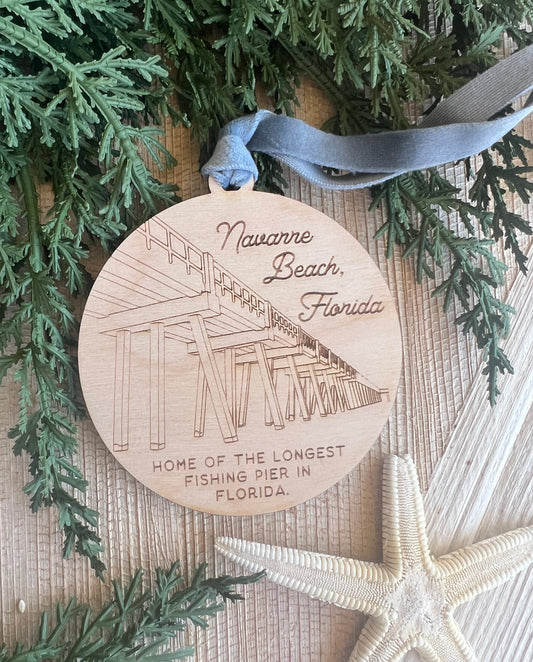 Navarre
Beach,
Florida
HOME OF THE LONGEST
FISHING PIER IN
FLORIDA.